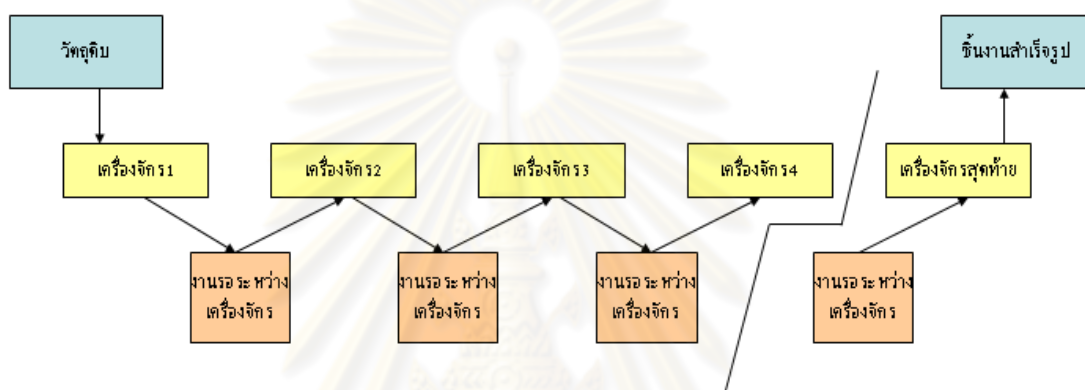 วัตถุดิบ
ชิ้นงานสำเร็จรูป
เครื่องจักร1
เครื่องจักร2
เครื่องจักร3
เครื่องจักร4
เครื่องจักรสุดท้าย
งานรอระหว่าง
เครื่องจักร
งานรอระหว่าง
เครื่องจักร
งานรอระหว่าง
เครื่องจักร
งานรอระหว่าง
เครื่องจักร